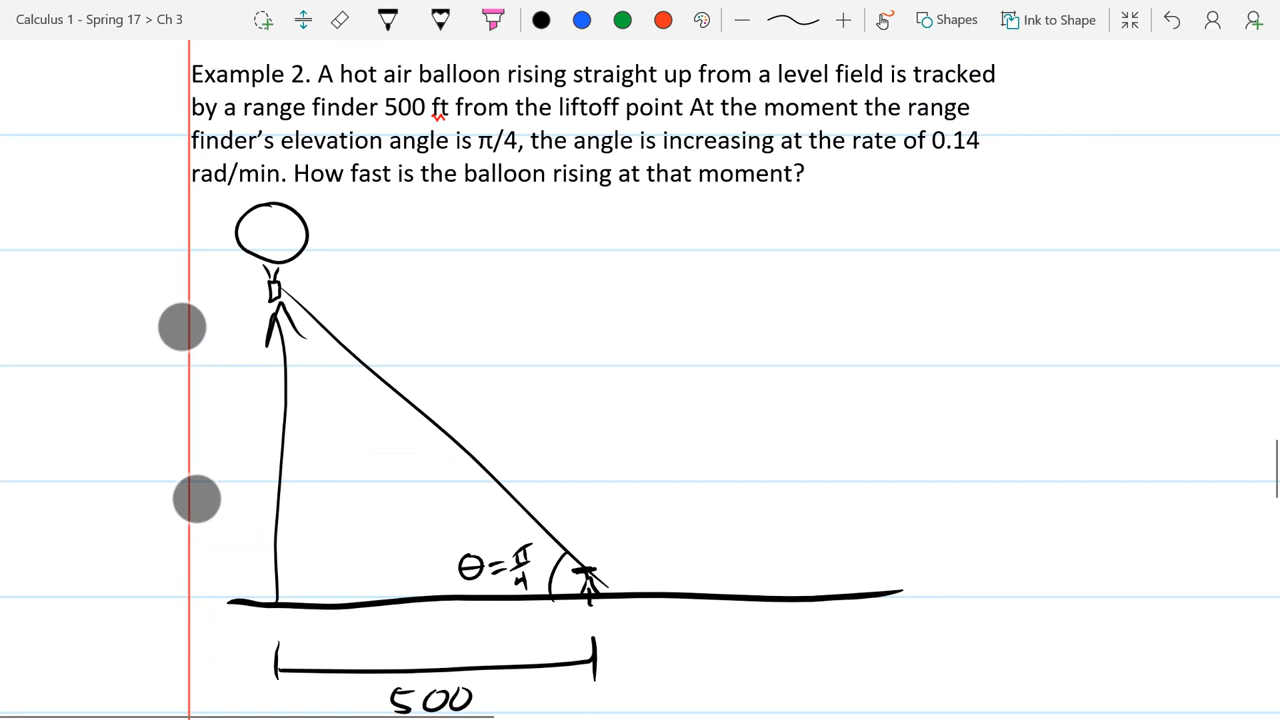 Calculus 1 - Spring 17 > Ch 3
Shapes
Ink to Shape
Example 2. A hot air balloon rising straight up from a level field is tracked
by a range finder 500 ft from the liftoff point At the moment the range
finder’s elevation angle is π/4, the angle is increasing at the rate of 0.14
rad/min. How fast is the balloon rising at that moment?
θ = π/4
500